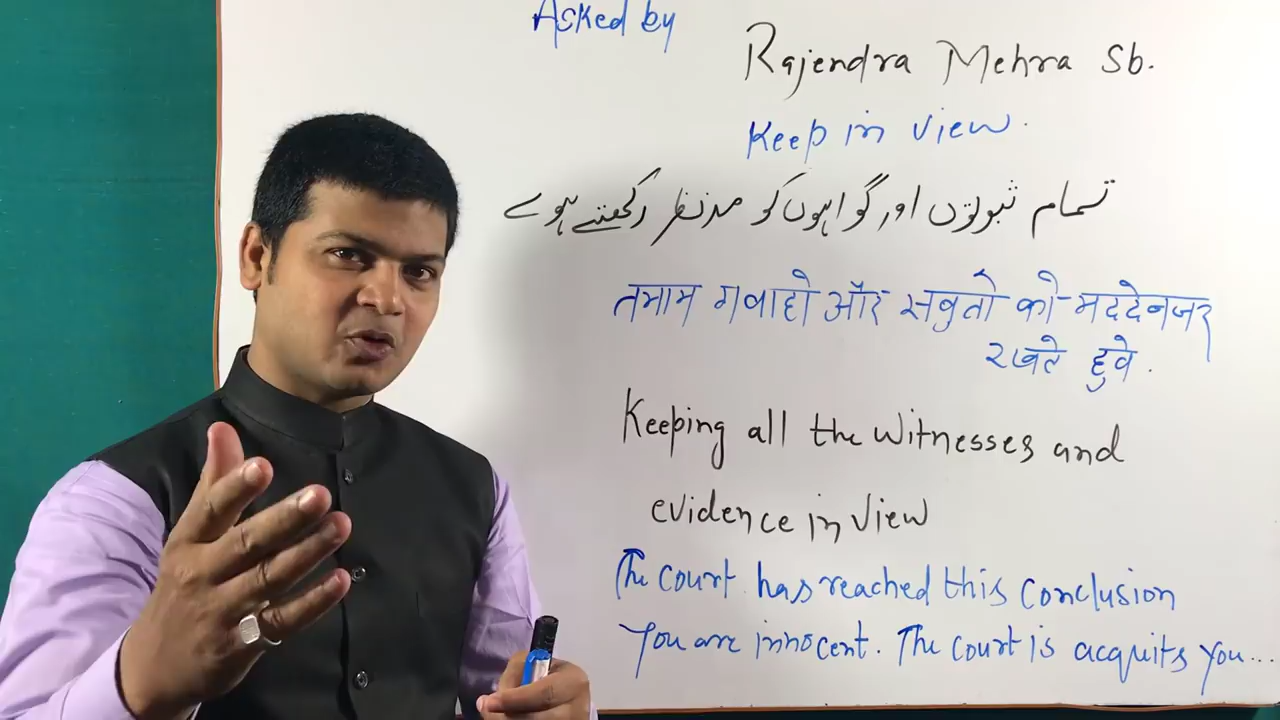 Asked by
Rajendra Mehra Sb.
Keep in view.
تمام ثبوتوں اور گواہوں کو مدنظر رکھتے ہوے
तमाम गवाहो और सबुतो को मददेनजर
रखते हुवे.
Keeping all the witnesses and
evidence in view
The court has reached this conclusion
You are innocent. The court is acquits you...